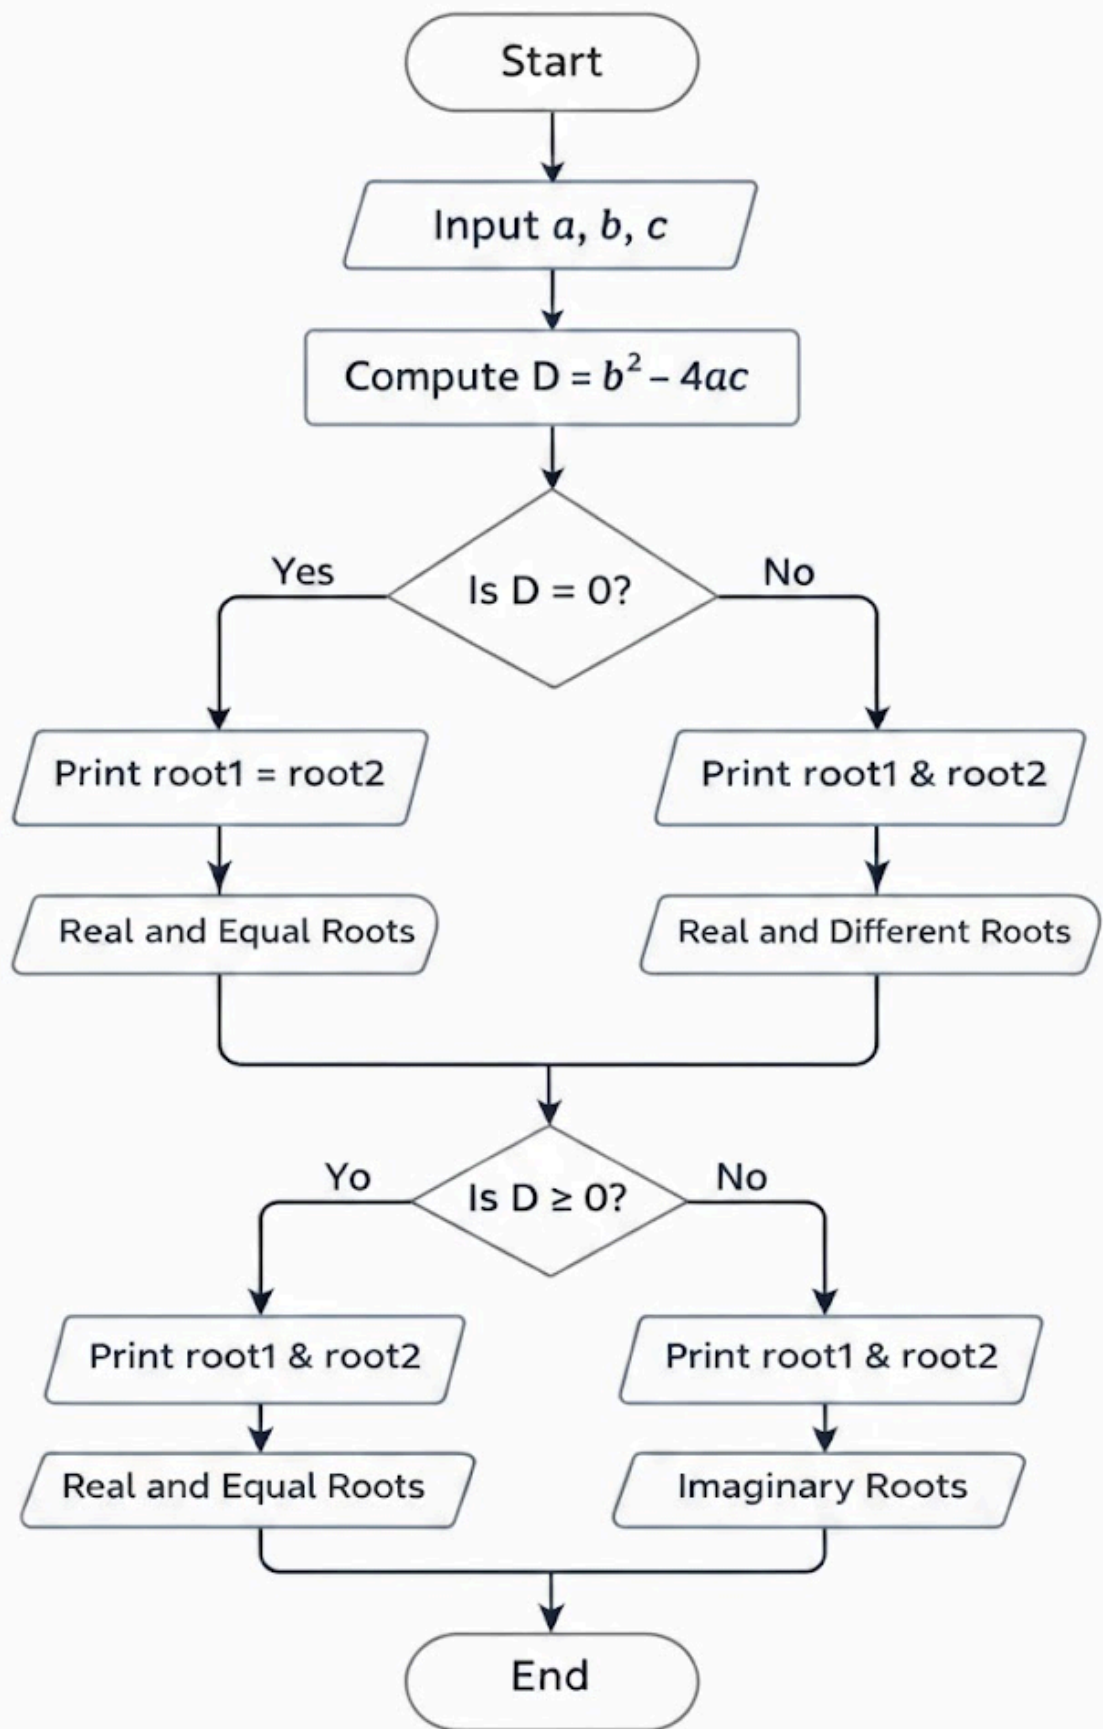 Start
Input a, b, c
Compute D = b² – 4ac
Is D = 0?
Yes
No
Print root1 = root2
Print root1 & root2
Real and Equal Roots
Real and Different Roots
Is D ≥ 0?
Yo
No
Print root1 & root2
Print root1 & root2
Real and Equal Roots
Imaginary Roots
End